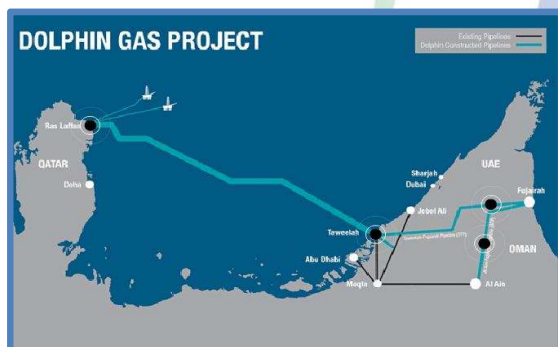 DOLPHIN GAS PROJECT
Existing Pipelines
Dolphin Constructed Pipelines
Ras Laffan
QATAR
Doha
Sharjah
Dubai
UAE
Fujairah
Jebel Ali
Taweelah
OMAN
Abu Dhabi
Maqta
Al Ain